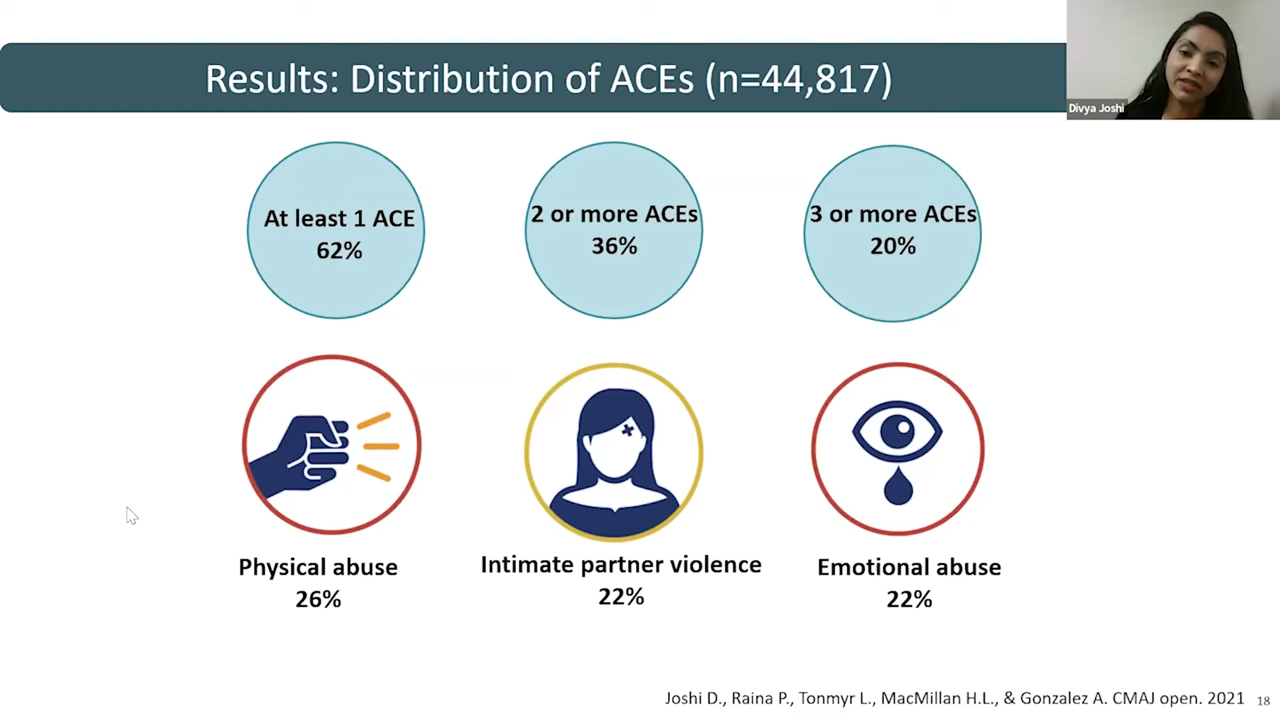 Results: Distribution of ACEs (n=44,817)
Divya Joshi
At least 1 ACE
62%
2 or more ACEs
36%
3 or more ACEs
20%
Physical abuse
26%
Intimate partner violence
22%
Emotional abuse
22%
Joshi D., Raina P., Tonmyr L., MacMillan H.L., & Gonzalez A. CMAJ open. 2021
18